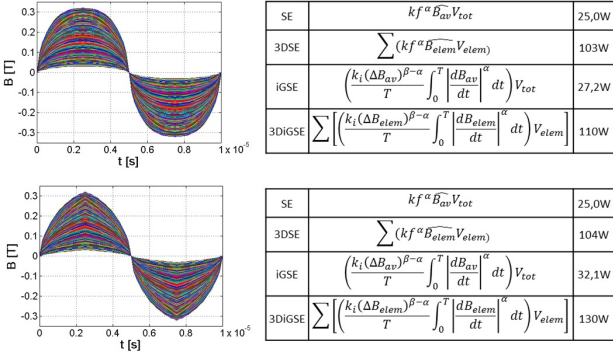 0.3
0.2
0.1
0
-0.1
-0.2
-0.3
B [T]
0 0.2 0.4 0.6 0.8 1 x 10⁻⁵
t [s]
SE kf^α B̂_av V_tot 25,0W
3DSE ∑(kf^α B̂_elem V_elem) 103W
iGSE (k_i(ΔB_av)^{β−α}/T ∫_0^T |dB_av/dt|^α dt) V_tot 27,2W
3DiGSE ∑[(k_i(ΔB_elem)^{β−α}/T ∫_0^T |dB_elem/dt|^α dt) V_elem] 110W
0.3
0.2
0.1
0
-0.1
-0.2
-0.3
B [T]
0 0.2 0.4 0.6 0.8 1
x 10⁻⁵
t [s]
SE kf^α B̂_av V_tot 25,0W
3DSE ∑(kf^α B̂_elem V_elem) 104W
iGSE (k_i(ΔB_av)^{β−α}/T ∫_0^T |dB_av/dt|^α dt) V_tot 32,1W
3DiGSE ∑[(k_i(ΔB_elem)^{β−α}/T ∫_0^T |dB_elem/dt|^α dt) V_elem] 130W